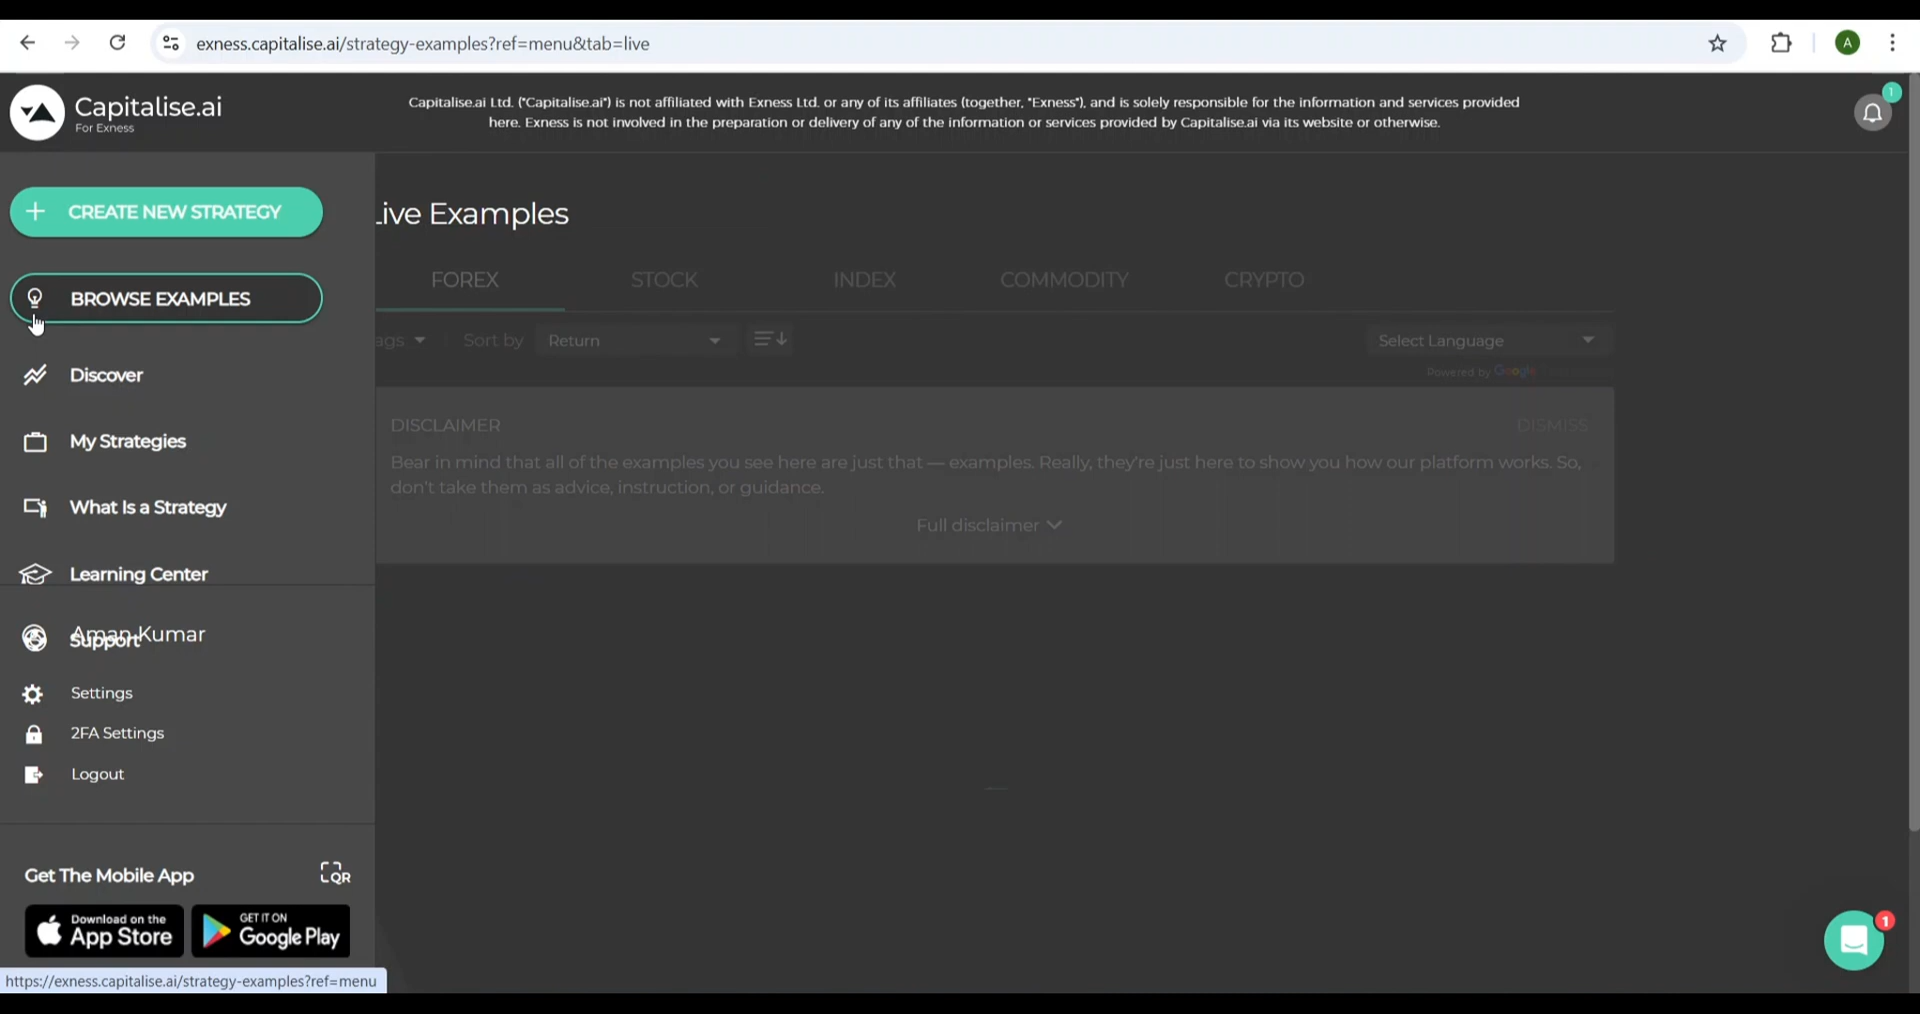 exness.capitalise.ai/strategy-examples?ref=menu&tab=live
A
Capitalise.ai
For Exness
Capitalise.ai Ltd. ("Capitalise.ai") is not affiliated with Exness Ltd. or any of its affiliates (together, "Exness"), and is solely responsible for the information and services provided
here. Exness is not involved in the preparation or delivery of any of the information or services provided by Capitalise.ai via its website or otherwise.
1
CREATE NEW STRATEGY
Live Examples
FOREX STOCK INDEX COMMODITY CRYPTO
BROWSE EXAMPLES
ags Sort by Return Select Language
Powered by Google
Discover
DISCLAIMER DISMISS
Bear in mind that all of the examples you see here are just that — examples. Really, they're just here to show you how our platform works. So,
don't take them as advice, instruction, or guidance.
Full disclaimer
My Strategies
What Is a Strategy
Learning Center
Aman Kumar
Support
Settings
2FA Settings
Logout
Get The Mobile App
QR
Download on the
App Store
GET IT ON
Google Play
1
https://exness.capitalise.ai/strategy-examples?ref=menu